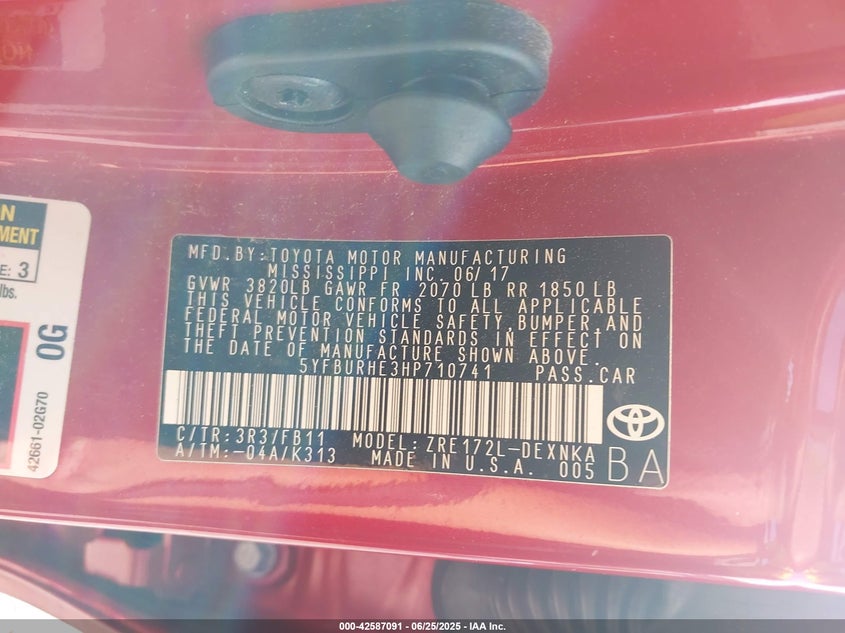 N
MENT
E: 3
lbs.
0G
42661-02G70
MFD.BY:TOYOTA MOTOR MANUFACTURING
MISSISSIPPI INC. 06/17
GVWR 3820LB GAWR FR 2070 LB RR 1850 LB
THIS VEHICLE CONFORMS TO ALL APPLICABLE
FEDERAL MOTOR VEHICLE SAFETY, BUMPER, AND
THEFT PREVENTION STANDARDS IN EFFECT ON
THE DATE OF MANUFACTURE SHOWN ABOVE.
5YFBURHE3HP710741 PASS.CAR
C/TR: 3R3/FB11 MODEL: ZRE172L-DEXNKA
A/TM:-04A/K313 MADE IN U.S.A. 005
BA
000-42587091 - 06/25/2025 - IAA Inc.